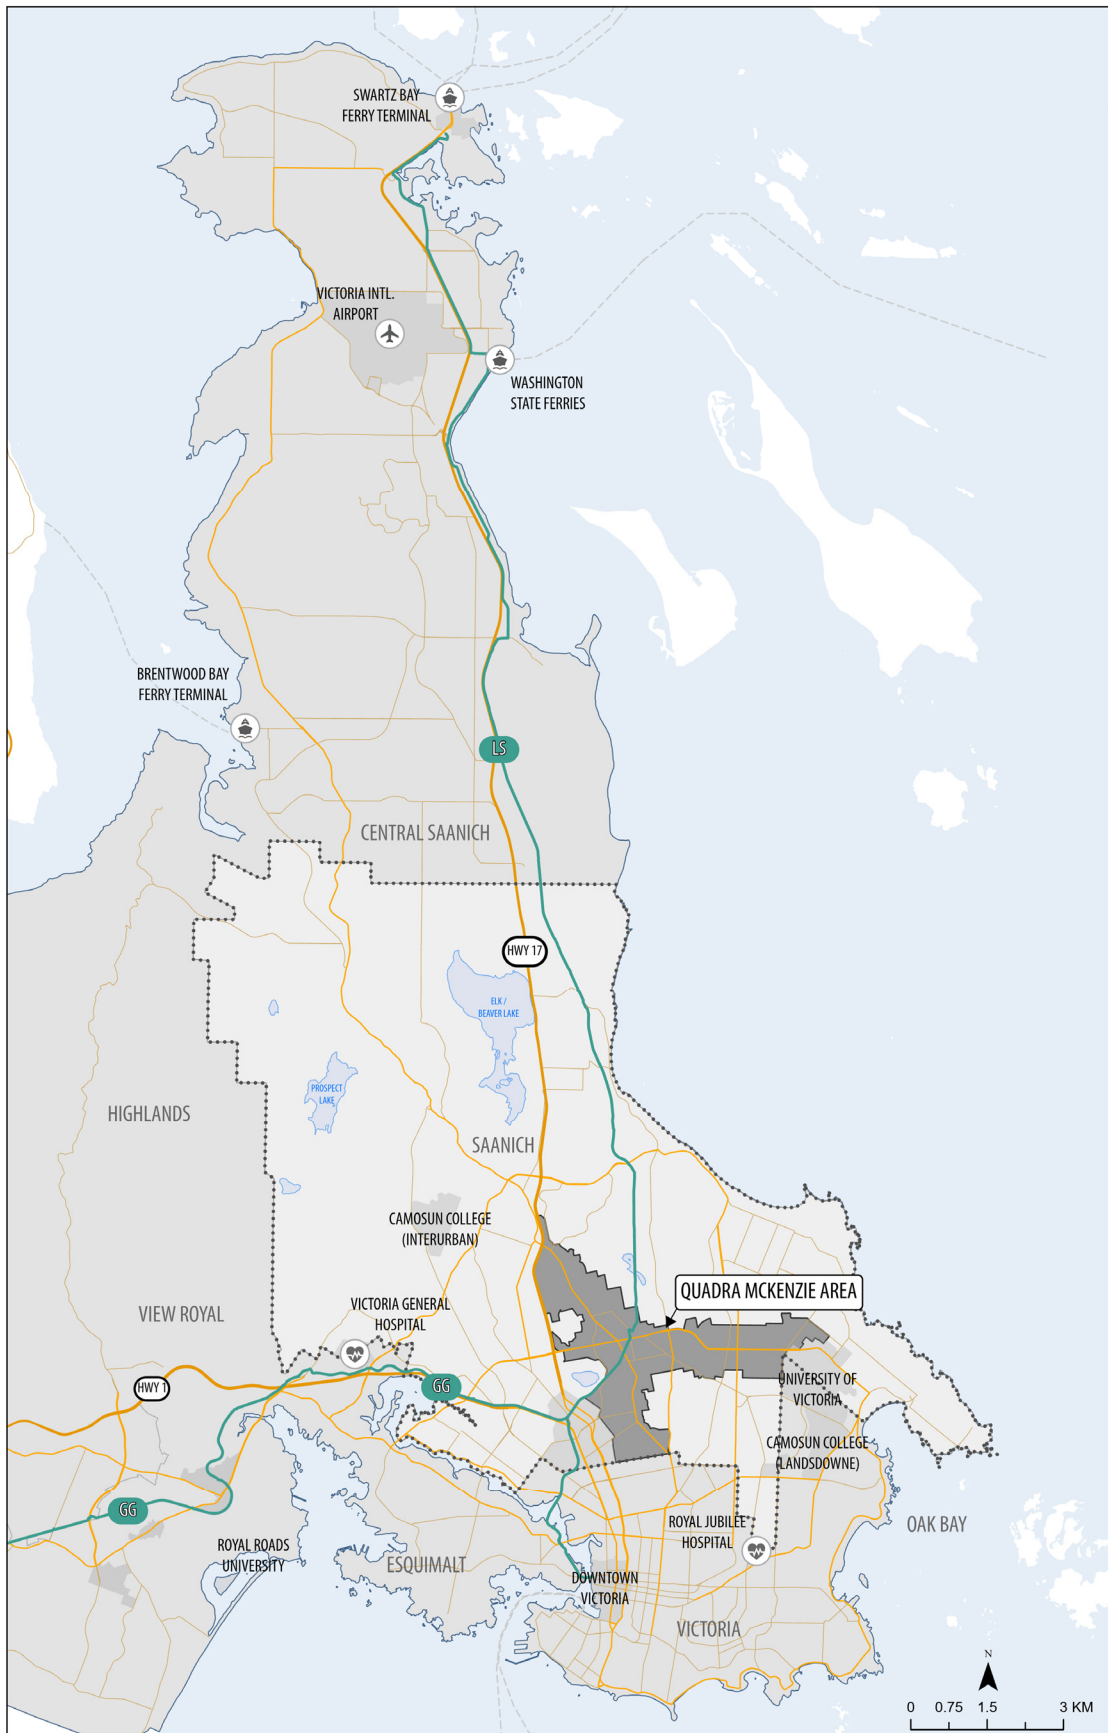 SWARTZ BAY
FERRY TERMINAL
VICTORIA INTL.
AIRPORT
WASHINGTON
STATE FERRIES
BRENTWOOD BAY
FERRY TERMINAL
LS
CENTRAL SAANICH
HWY 17
ELK /
BEAVER LAKE
PROSPECT
LAKE
HIGHLANDS
SAANICH
CAMOSUN COLLEGE
(INTERURBAN)
QUADRA MCKENZIE AREA
VIEW ROYAL
VICTORIA GENERAL
HOSPITAL
HWY 1
GG
UNIVERSITY OF
VICTORIA
CAMOSUN COLLEGE
(LANDSDOWNE)
GG
ROYAL JUBILEE
HOSPITAL
OAK BAY
ROYAL ROADS
UNIVERSITY
ESQUIMALT
DOWNTOWN
VICTORIA
VICTORIA
N
0 0.75 1.5 3 KM